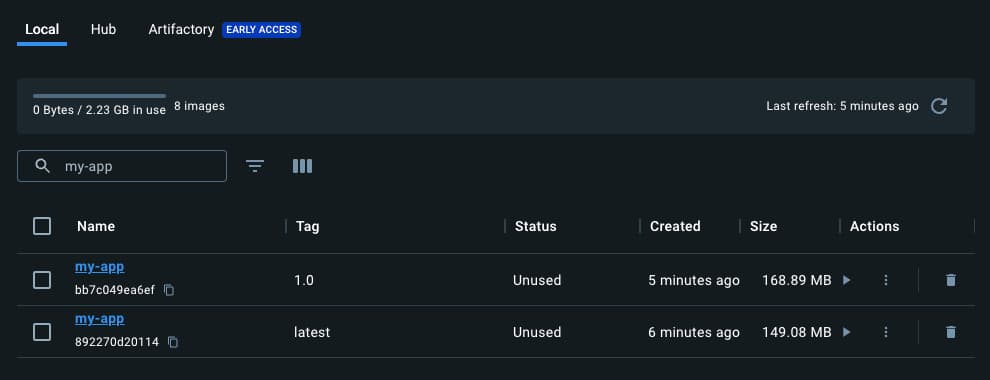 Local Hub Artifactory EARLY ACCESS
0 Bytes / 2.23 GB in use 8 images Last refresh: 5 minutes ago
my-app
Name Tag Status Created Size Actions
my-app
bb7c049ea6ef 1.0 Unused 5 minutes ago 168.89 MB
my-app
892270d20114 latest Unused 6 minutes ago 149.08 MB